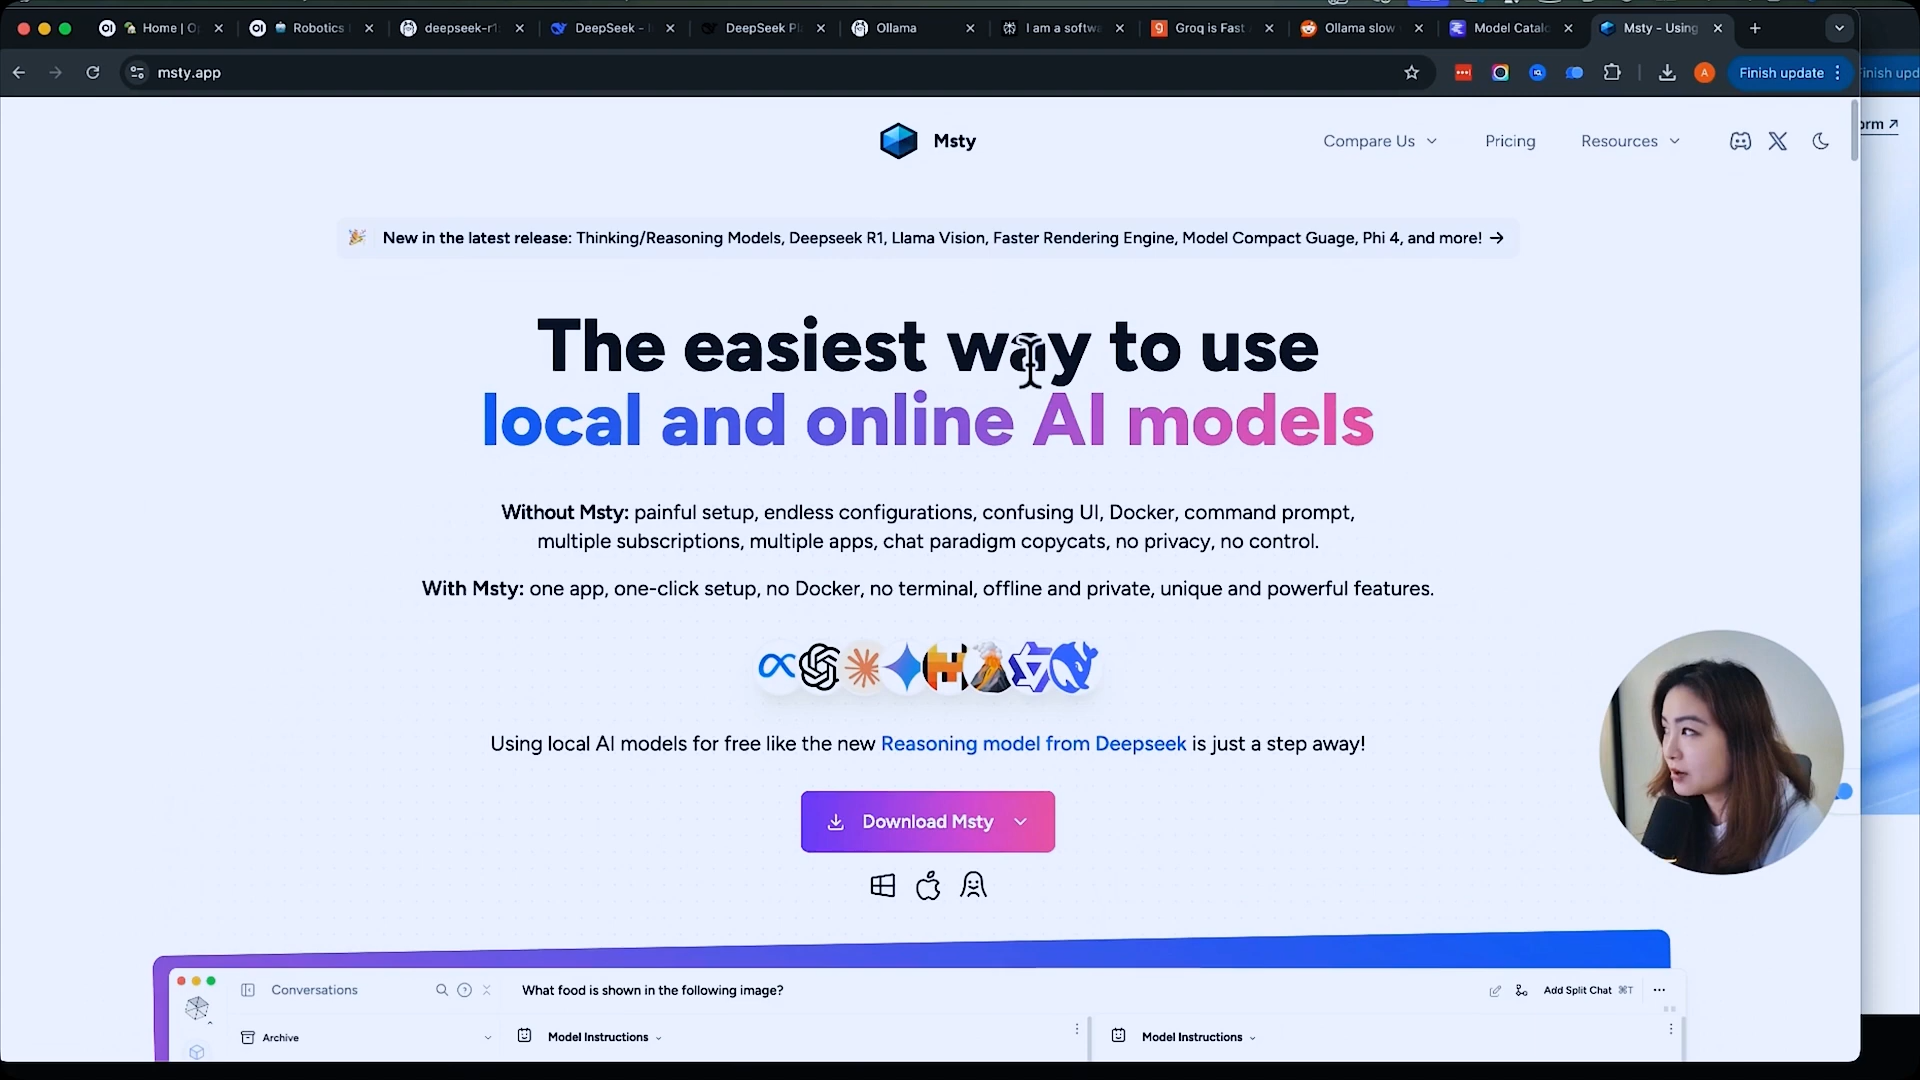 Home | O
Robotics
deepseek-r1
DeepSeek -
DeepSeek Pl
Ollama
I am a softwa
Groq is Fast
Ollama slow
Model Catalo
Msty - Using
msty.app
Finish update
Finish upd
orm ↗
Msty
Compare Us
Pricing
Resources
New in the latest release: Thinking/Reasoning Models, Deepseek R1, Llama Vision, Faster Rendering Engine, Model Compact Guage, Phi 4, and more! →
The easiest way to use
local and online AI models
Without Msty: painful setup, endless configurations, confusing UI, Docker, command prompt,
multiple subscriptions, multiple apps, chat paradigm copycats, no privacy, no control.
With Msty: one app, one-click setup, no Docker, no terminal, offline and private, unique and powerful features.
Using local AI models for free like the new Reasoning model from Deepseek is just a step away!
Download Msty
Conversations
What food is shown in the following image?
Add Split Chat ⌘T
Archive
Model Instructions
Model Instructions